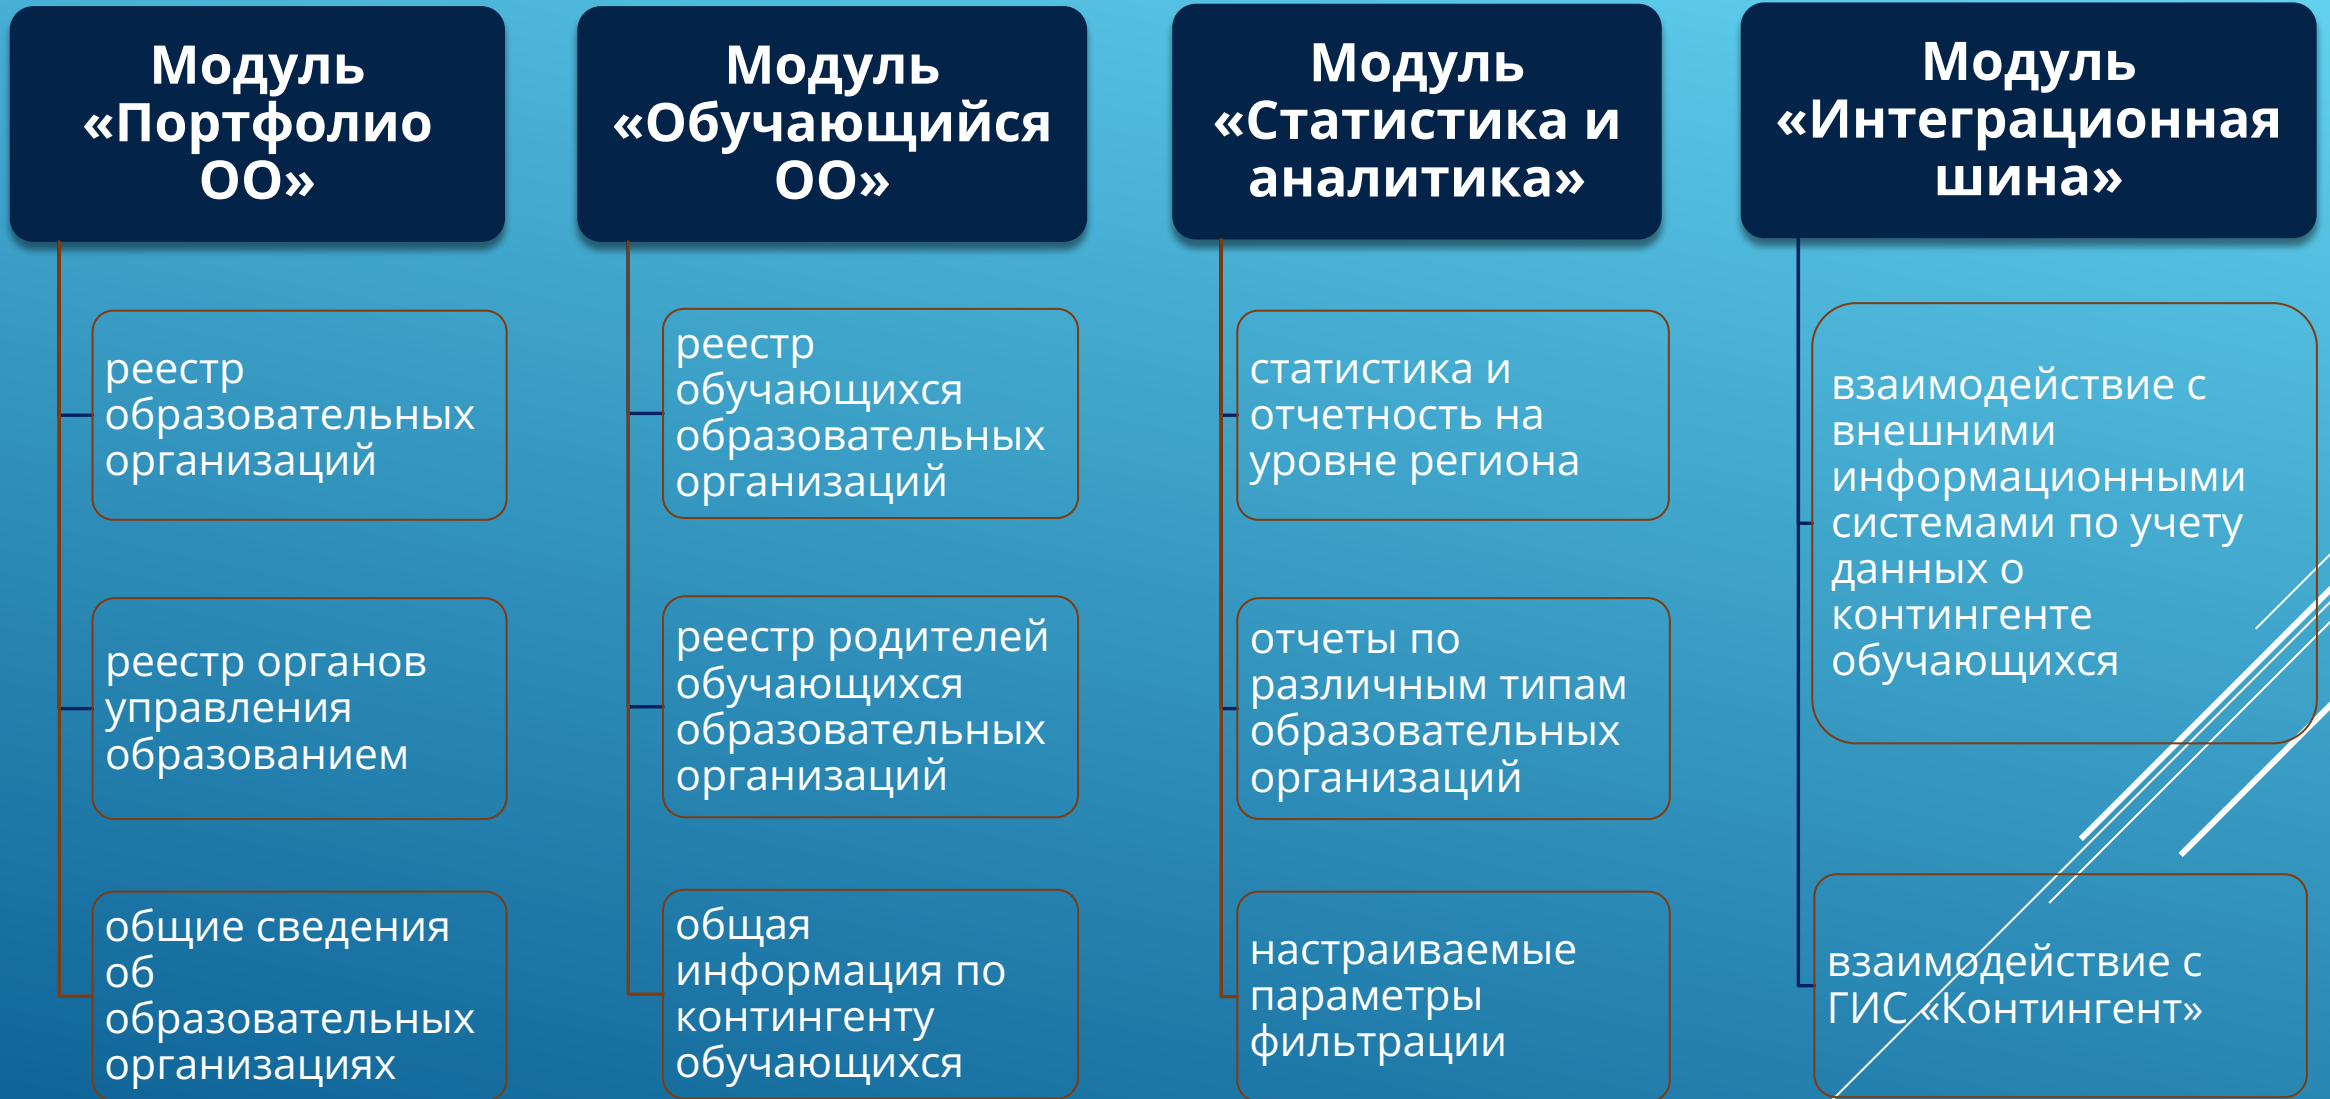 Модуль
«Портфолио
ОО»
реестр
образовательных
организаций
реестр органов
управления
образованием
общие сведения
об
образовательных
организациях
Модуль
«Обучающийся
ОО»
реестр
обучающихся
образовательных
организаций
реестр родителей
обучающихся
образовательных
организаций
общая
информация по
контингенту
обучающихся
Модуль
«Статистика и
аналитика»
статистика и
отчетность на
уровне региона
отчеты по
различным типам
образовательных
организаций
настраиваемые
параметры
фильтрации
Модуль
«Интеграционная
шина»
взаимодействие с
внешними
информационными
системами по учету
данных о
контингенте
обучающихся
взаимодействие с
ГИС «Контингент»